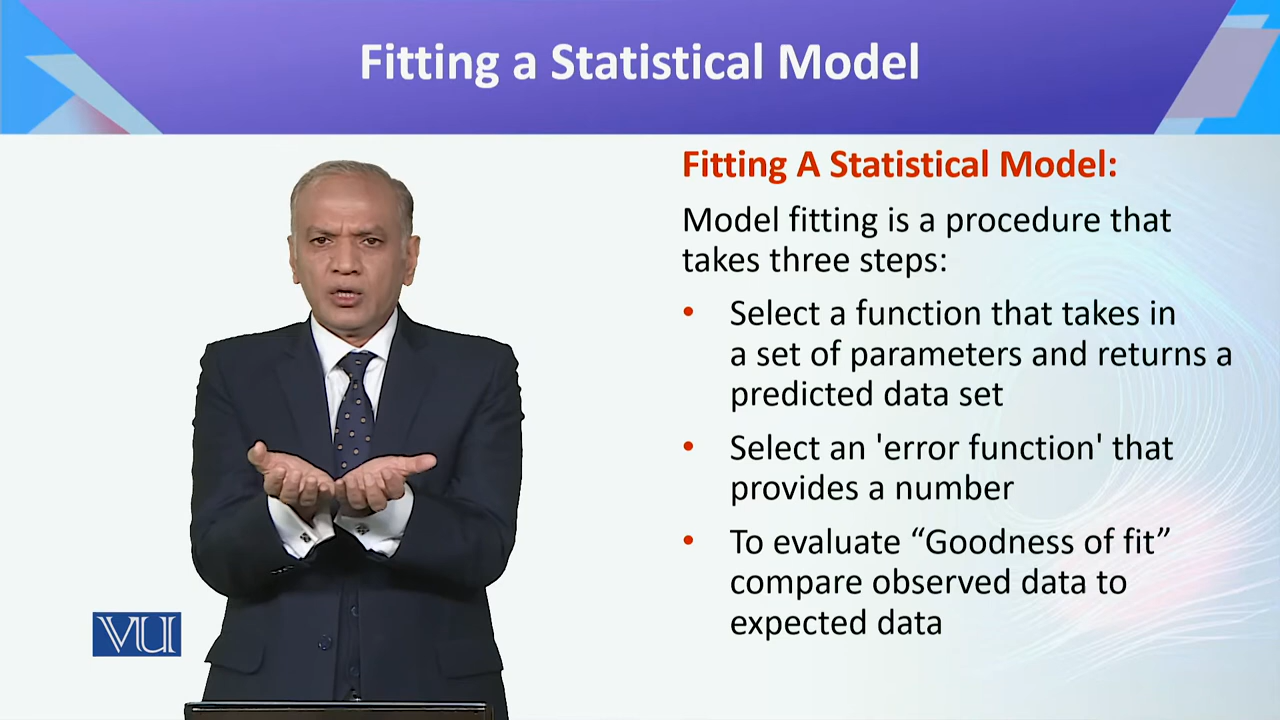 Fitting a Statistical Model
Fitting A Statistical Model:
Model fitting is a procedure that
takes three steps:
• Select a function that takes in
a set of parameters and returns a
predicted data set
• Select an 'error function' that
provides a number
• To evaluate “Goodness of fit”
compare observed data to
expected data
VU